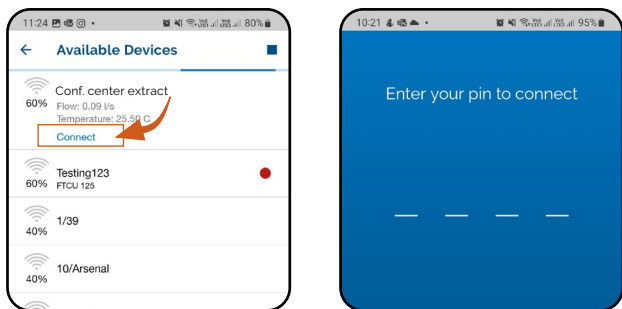 11:24
80%
Available Devices
Conf. center extract
60%
Flow: 0.09 l/s
Temperature: 25.50 C
Connect
Testing123
60%
FTCU 125
1/39
40%
10/Arsenal
40%
10:21
95%
Enter your pin to connect